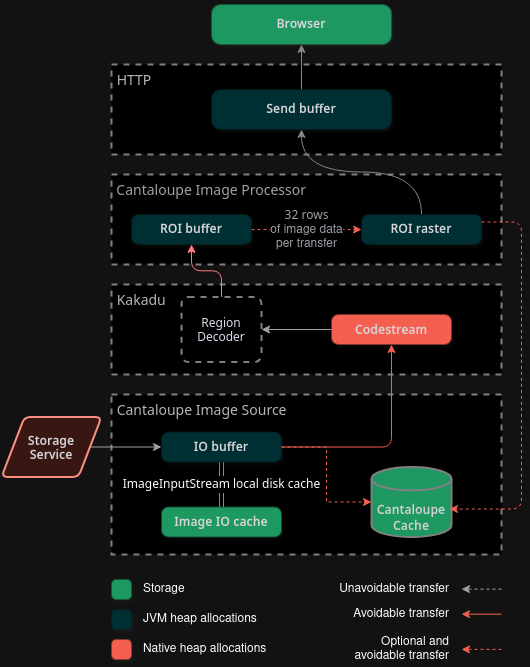 Browser
HTTP
Send buffer
Cantaloupe Image Processor
ROI buffer
32 rows
of image data
per transfer
ROI raster
Kakadu
Region
Decoder
Codestream
Cantaloupe Image Source
Storage
Service
IO buffer
ImageInputStream local disk cache
Image IO cache
Cantaloupe
Cache
Storage
Unavoidable transfer
JVM heap allocations
Avoidable transfer
Native heap allocations
Optional and
avoidable transfer